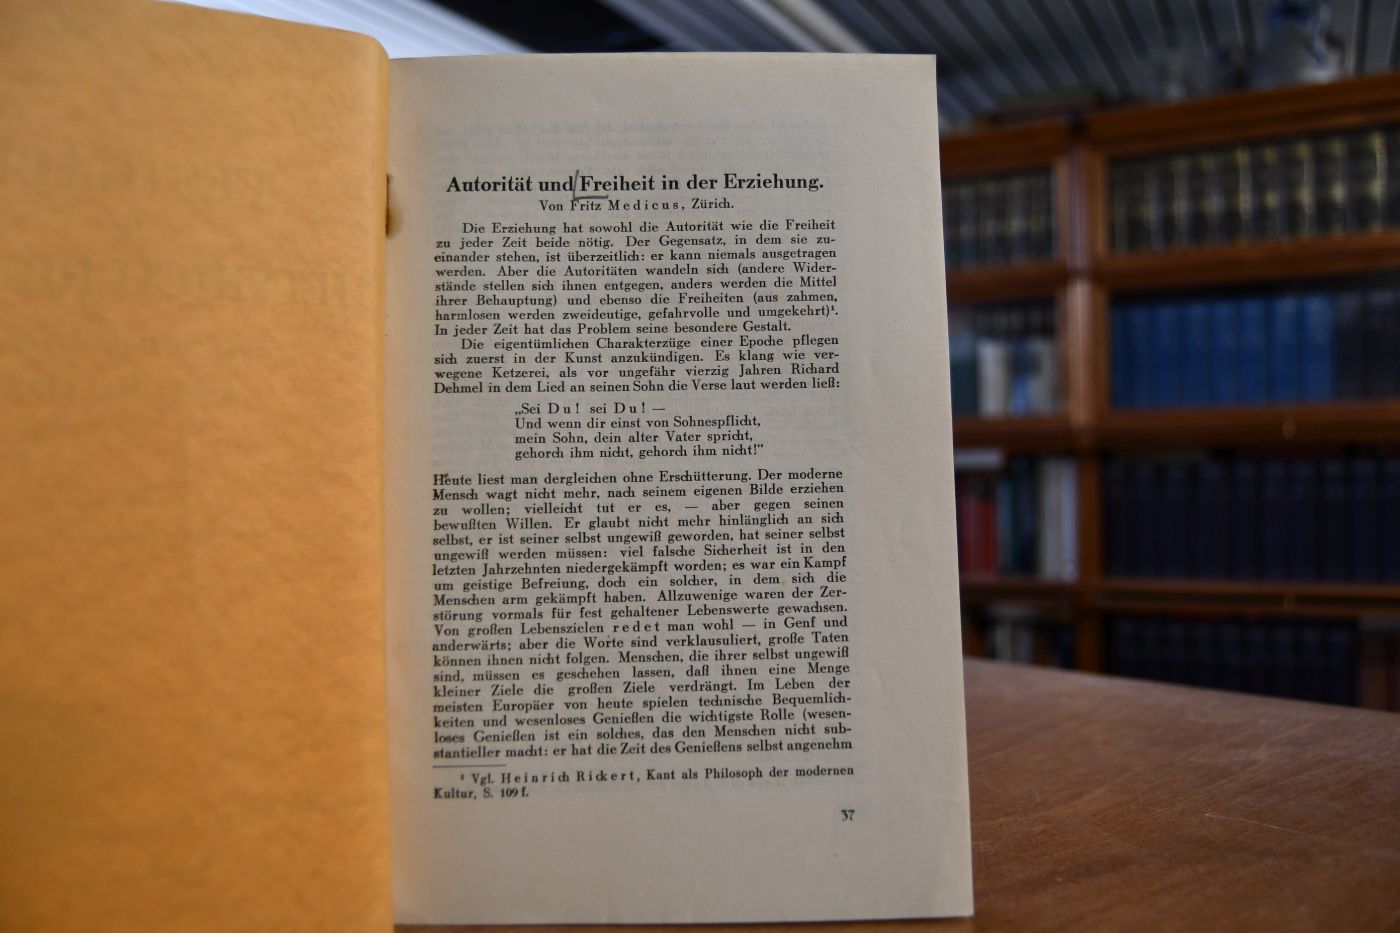 Autorität und Freiheit in der Erziehung.
Von Fritz Medicus, Zürich.
Die Erziehung hat sowohl die Autorität wie die Freiheit
zu jeder Zeit beide nötig. Der Gegensatz, in dem sie zu-
einander stehen, ist überzeitlich: er kann niemals ausgetragen
werden. Aber die Autoritäten wandeln sich (andere Wider-
stände stellen sich ihnen entgegen, anders werden die Mittel
ihrer Behauptung) und ebenso die Freiheiten (aus zahmen,
harmlosen werden zweideutige, gefahrvolle und umgekehrt)¹.
In jeder Zeit hat das Problem seine besondere Gestalt.
Die eigentümlichen Charakterzüge einer Epoche pflegen
sich zuerst in der Kunst anzukündigen. Es klang wie ver-
wegene Ketzerei, als vor ungefähr vierzig Jahren Richard
Dehmel in dem Lied an seinen Sohn die Verse laut werden ließ:
„Sei Du! sei Du! —
Und wenn dir einst von Sohnespflicht,
mein Sohn, dein alter Vater spricht,
gehorch ihm nicht, gehorch ihm nicht!“
Heute liest man dergleichen ohne Erschütterung. Der moderne
Mensch wagt nicht mehr, nach seinem eigenen Bilde erziehen
zu wollen; vielleicht tut er es, — aber gegen seinen
bewußten Willen. Er glaubt nicht mehr hinlänglich an sich
selbst, er ist seiner selbst ungewiß geworden, hat seiner selbst
ungewiß werden müssen: viel falsche Sicherheit ist in den
letzten Jahrzehnten niedergekämpft worden; es war ein Kampf
um geistige Befreiung, doch ein solcher, in dem sich die
Menschen arm gekämpft haben. Allzuwenige waren der Zer-
störung vormals für fest gehaltener Lebenswerte gewachsen.
Von großen Lebenszielen redet man wohl — in Genf und
anderwärts; aber die Worte sind verklausuliert, große Taten
können ihnen nicht folgen. Menschen, die ihrer selbst ungewiß
sind, müssen es geschehen lassen, daß ihnen eine Menge
kleiner Ziele die großen Ziele verdrängt. Im Leben der
meisten Europäer von heute spielen technische Bequemlich-
keiten und wesenloses Genießen die wichtigste Rolle (wesen-
loses Genießen ist ein solches, das den Menschen nicht sub-
stantieller macht: er hat die Zeit des Genießens selbst angenehm
¹ Vgl. Heinrich Rickert, Kant als Philosoph der modernen
Kultur, S. 109 f.
37